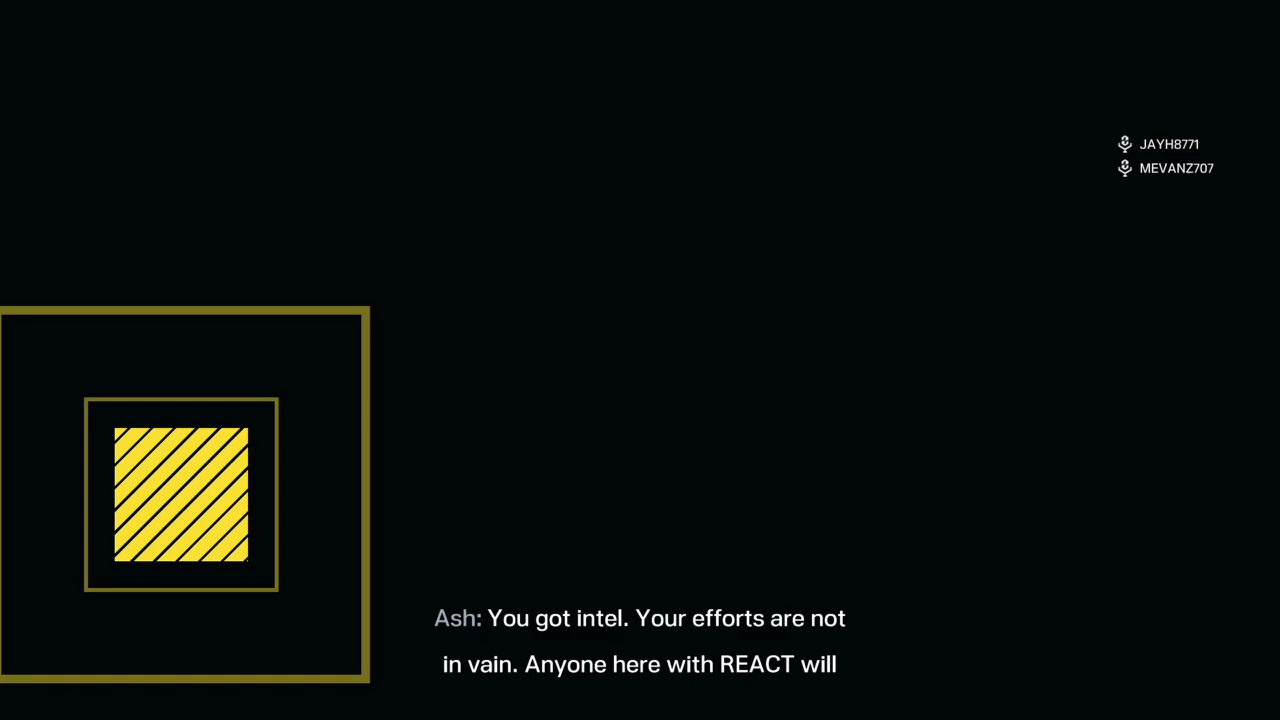 JAYH8771
MEVANZ707
Ash: You got intel. Your efforts are not
in vain. Anyone here with REACT will